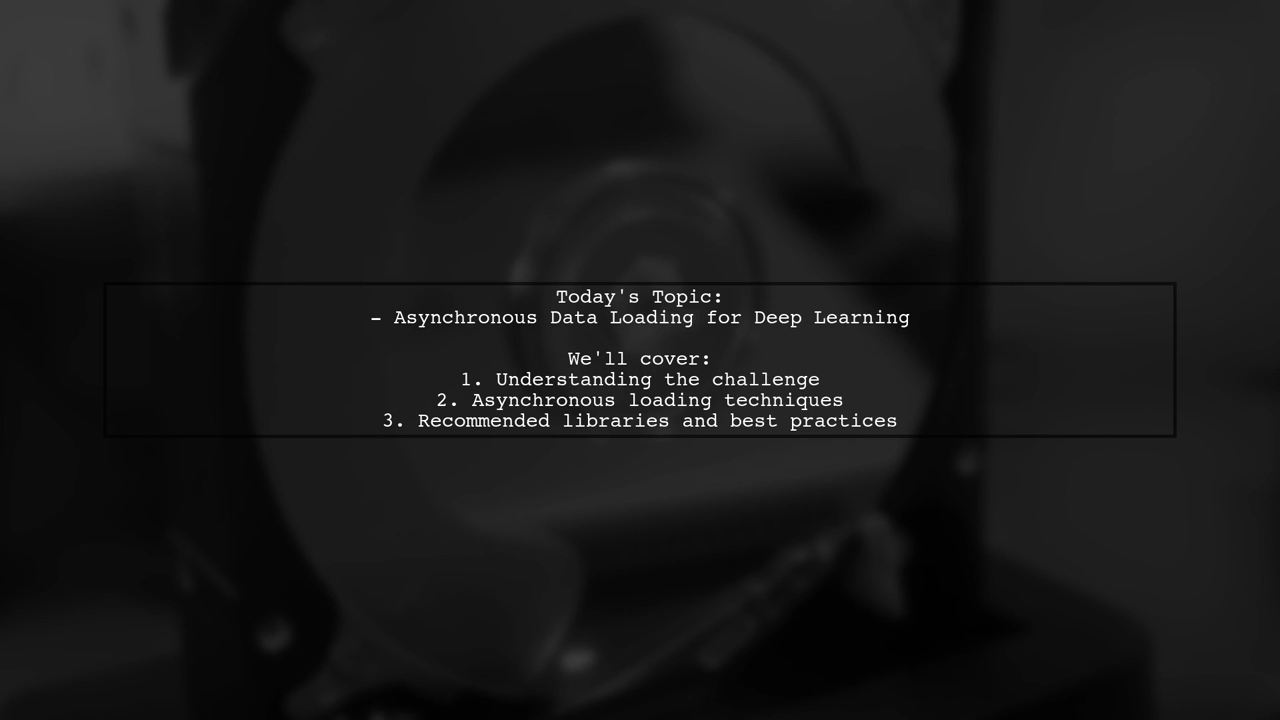 Today's Topic:
- Asynchronous Data Loading for Deep Learning
We'll cover:
1. Understanding the challenge
2. Asynchronous loading techniques
3. Recommended libraries and best practices